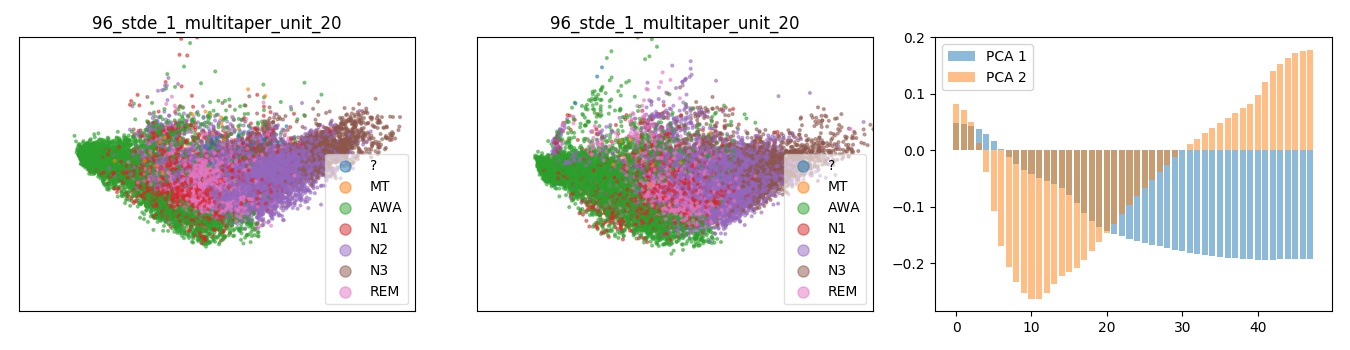 96_stde_1_multitaper_unit_20
?
MT
AWA
N1
N2
N3
REM
96_stde_1_multitaper_unit_20
?
MT
AWA
N1
N2
N3
REM
PCA 1
PCA 2
0.2
0.1
0.0
−0.1
−0.2
0 10 20 30 40